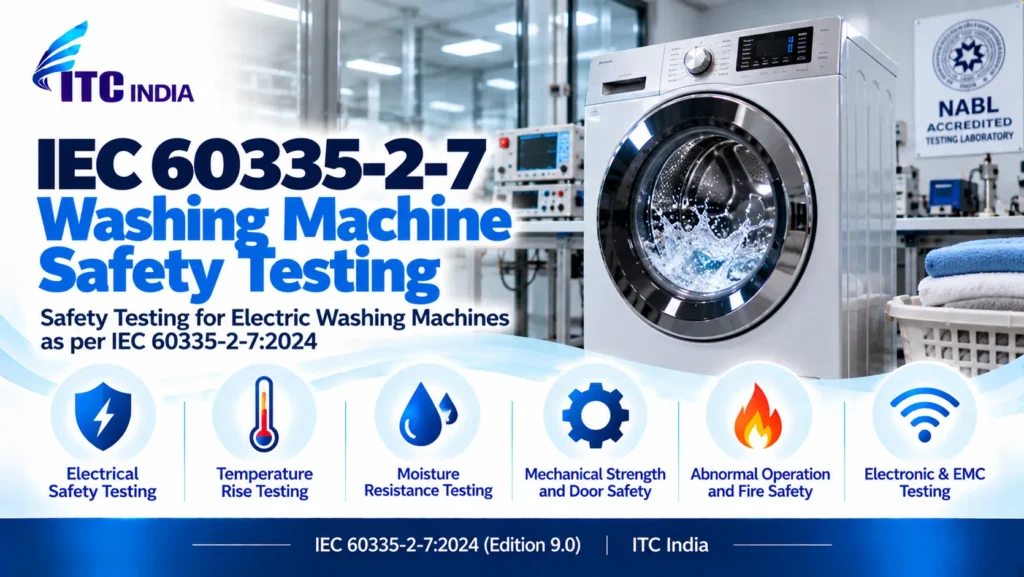 ITC INDIA
NABL
ACCREDITED
TESTING LABORATORY
IEC 60335-2-7
Washing Machine
Safety Testing
Safety Testing for Electric Washing Machines
as per IEC 60335-2-7:2024
Electrical
Safety Testing
Temperature
Rise Testing
Moisture
Resistance Testing
Mechanical Strength
and Door Safety
Abnormal Operation
and Fire Safety
Electronic & EMC
Testing
IEC 60335-2-7:2024 (Edition 9.0) | ITC India